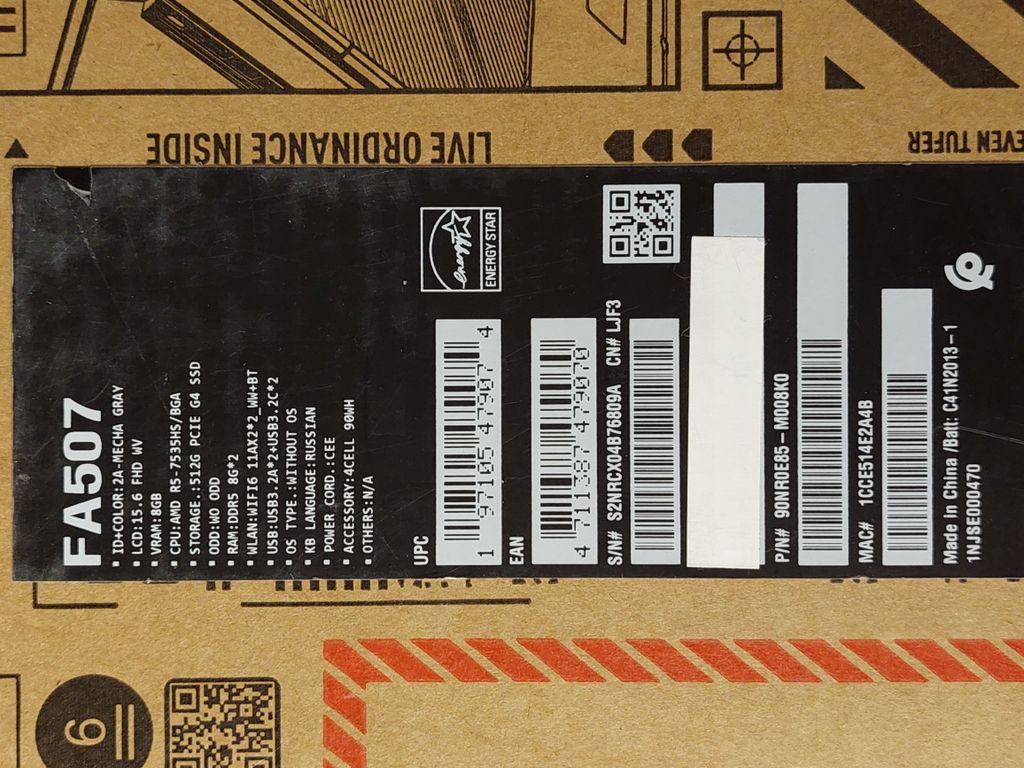 LIVE ORDINANCE INSIDE
EVEN TUFER
FA507
▪ ID+COLOR:2A-MECHA GRAY
▪ LCD:15.6 FHD WV
▪ VRAM:8GB
▪ CPU:AMD R5-7535HS/BGA
▪ STORAGE.:512G PCIE G4 SSD
▪ ODD:WO ODD
▪ RAM:DDR5 8G*2
▪ WLAN:WIFI6 11AX2*2_WW+BT
▪ USB:USB3.2A*2+USB3.2C*2
▪ OS TYPE.:WITHOUT OS
▪ KB LANGUAGE:RUSSIAN
▪ POWER CORD.:CEE
▪ ACCESSORY:4CELL 90WH
▪ OTHERS:N/A
energy
ENERGY STAR
UPC
1 97105 47907 4
EAN
4 711387 479070
S/N# S2NRCX04B76809A CN# LJF3
P/N# 90NR0E85-M008K0
MAC# 1CCE514E2A4B
Made In China /Batt: C41N2013-1
1NJSE000470
6